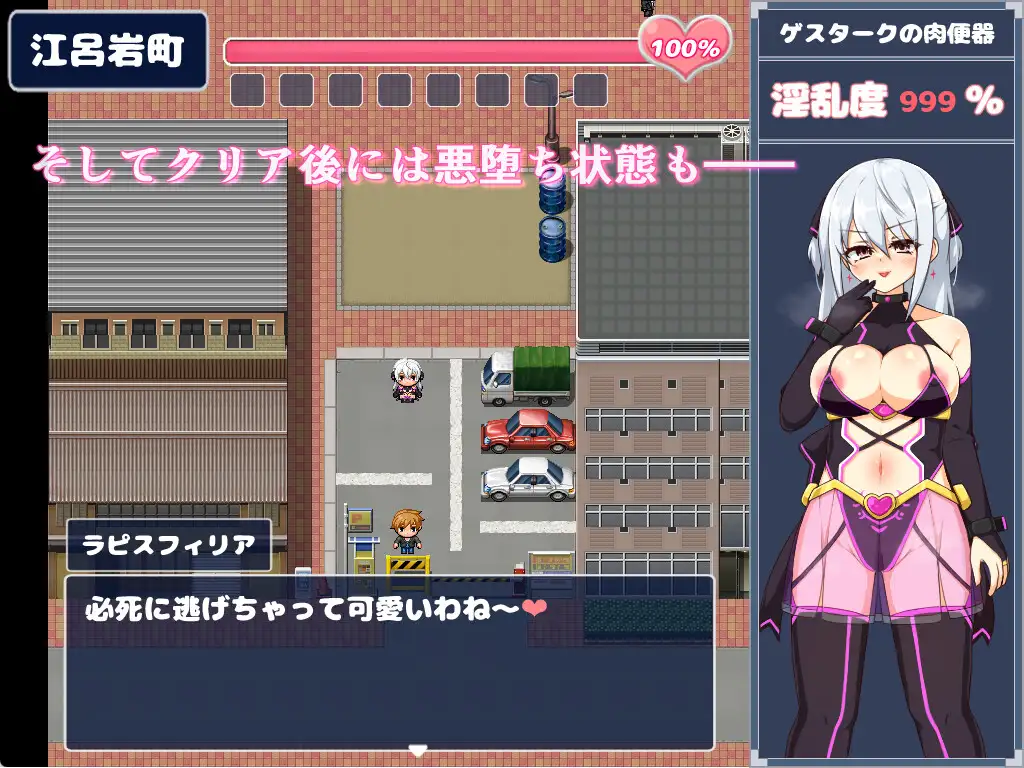 江呂岩町
100%
ゲスタークの肉便器
淫乱度 999 %
そしてクリア後には悪堕ち状態も――
P
ラピスフィリア
必死に逃げちゃって可愛いわね～❤